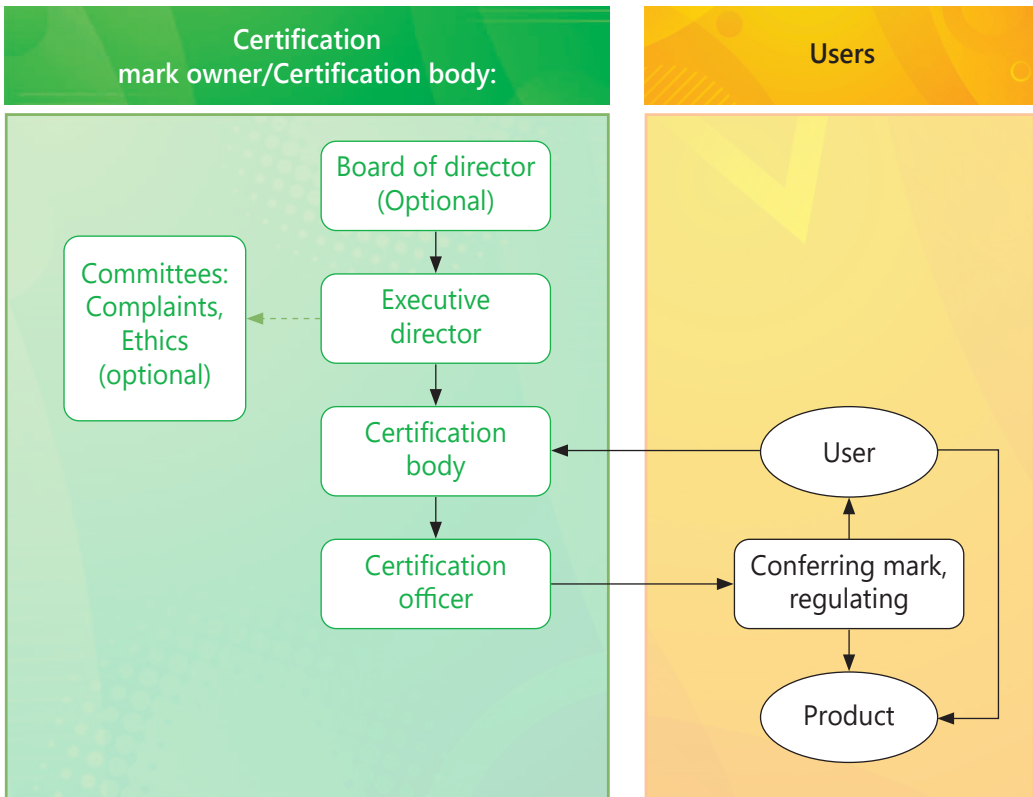 Certification
mark owner/Certification body:
Users
Board of director
(Optional)
Committees:
Complaints,
Ethics
(optional)
Executive
director
Certification
body
Certification
officer
User
Conferring mark,
regulating
Product